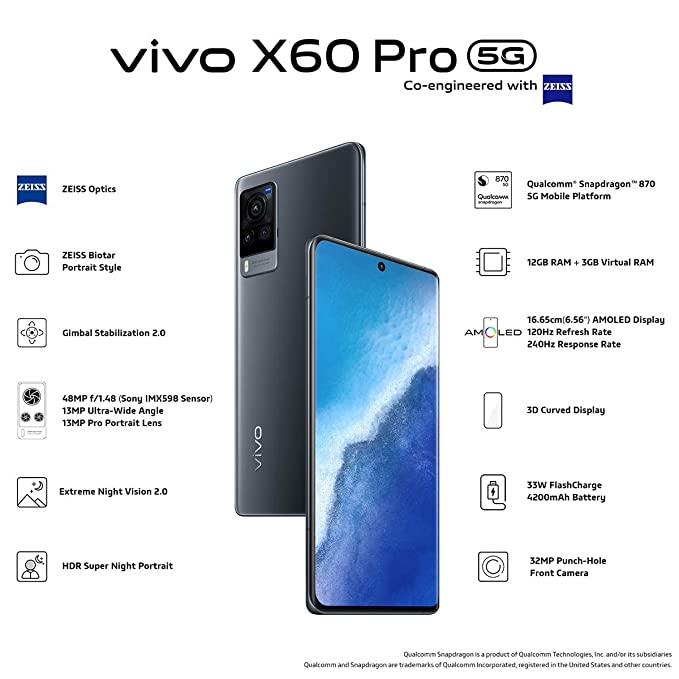 vivo X60 Pro 5G
Co-engineered with ZEISS
ZEISS
ZEISS Optics
ZEISS Biotar
Portrait Style
Gimbal Stabilization 2.0
48MP f/1.48 (Sony IMX598 Sensor)
13MP Ultra-Wide Angle
13MP Pro Portrait Lens
Extreme Night Vision 2.0
HDR Super Night Portrait
vivo
870
5G
Qualcomm
snapdragon
Qualcomm® Snapdragon™ 870
5G Mobile Platform
12GB RAM + 3GB Virtual RAM
AMOLED
16.65cm(6.56") AMOLED Display
120Hz Refresh Rate
240Hz Response Rate
3D Curved Display
33W FlashCharge
4200mAh Battery
32MP Punch-Hole
Front Camera
Qualcomm Snapdragon is a product of Qualcomm Technologies, Inc. and/or its subsidiaries
Qualcomm and Snapdragon are trademarks of Qualcomm Incorporated, registered in the United States and other countries.